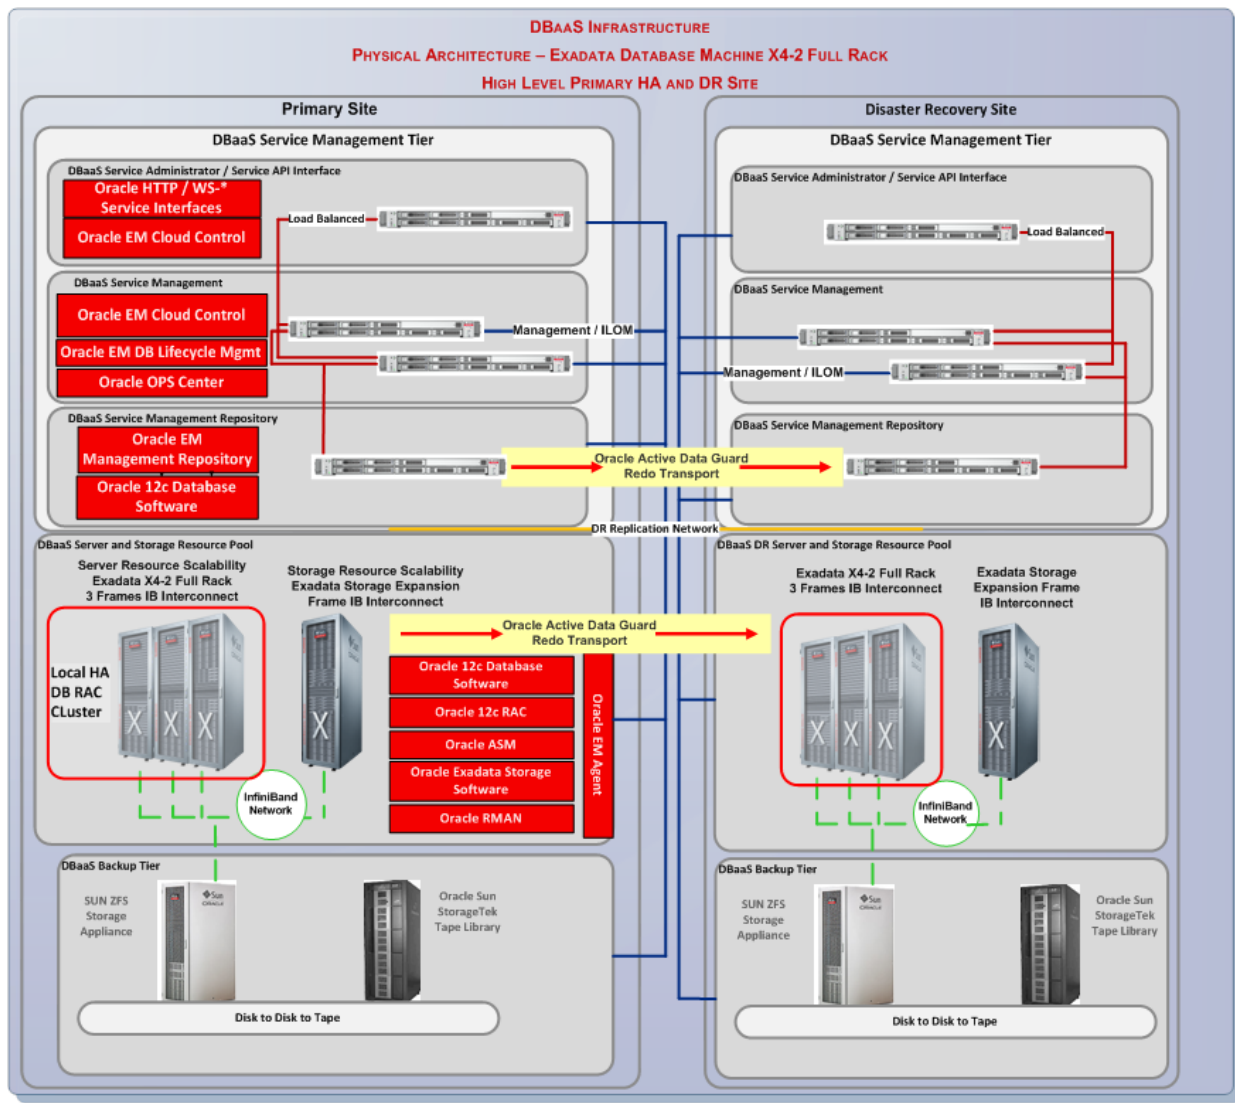 DBaaS Infrastructure
Physical Architecture – Exadata Database Machine X4-2 Full Rack
High Level Primary HA and DR Site
Primary Site
DBaaS Service Management Tier
DBaaS Service Administrator / Service API Interface
Oracle HTTP / WS-*
Service Interfaces
Oracle EM Cloud Control
Load Balanced
DBaaS Service Management
Oracle EM Cloud Control
Oracle EM DB Lifecycle Mgmt
Oracle OPS Center
Management / ILOM
DBaaS Service Management Repository
Oracle EM
Management Repository
Oracle 12c Database
Software
Oracle Active Data Guard
Redo Transport
DR Replication Network
DBaaS Server and Storage Resource Pool
Server Resource Scalability
Exadata X4-2 Full Rack
3 Frames IB Interconnect
Storage Resource Scalability
Exadata Storage Expansion
Frame IB Interconnect
Local HA
DB RAC
CLuster
X X X
X
InfiniBand
Network
Oracle Active Data Guard
Redo Transport
Oracle 12c Database
Software
Oracle 12c RAC
Oracle ASM
Oracle Exadata Storage
Software
Oracle RMAN
Oracle EM Agent
DBaaS Backup Tier
SUN ZFS
Storage
Appliance
Sun
ORACLE
Oracle Sun
StorageTek
Tape Library
Disk to Disk to Tape
Disaster Recovery Site
DBaaS Service Management Tier
DBaaS Service Administrator / Service API Interface
Load Balanced
DBaaS Service Management
Management / ILOM
DBaaS Service Management Repository
DBaaS DR Server and Storage Resource Pool
Exadata X4-2 Full Rack
3 Frames IB Interconnect
Exadata Storage
Expansion Frame
IB Interconnect
X X X
X
InfiniBand
Network
DBaaS Backup Tier
SUN ZFS
Storage
Appliance
Sun
ORACLE
Oracle Sun
StorageTek
Tape Library
Disk to Disk to Tape